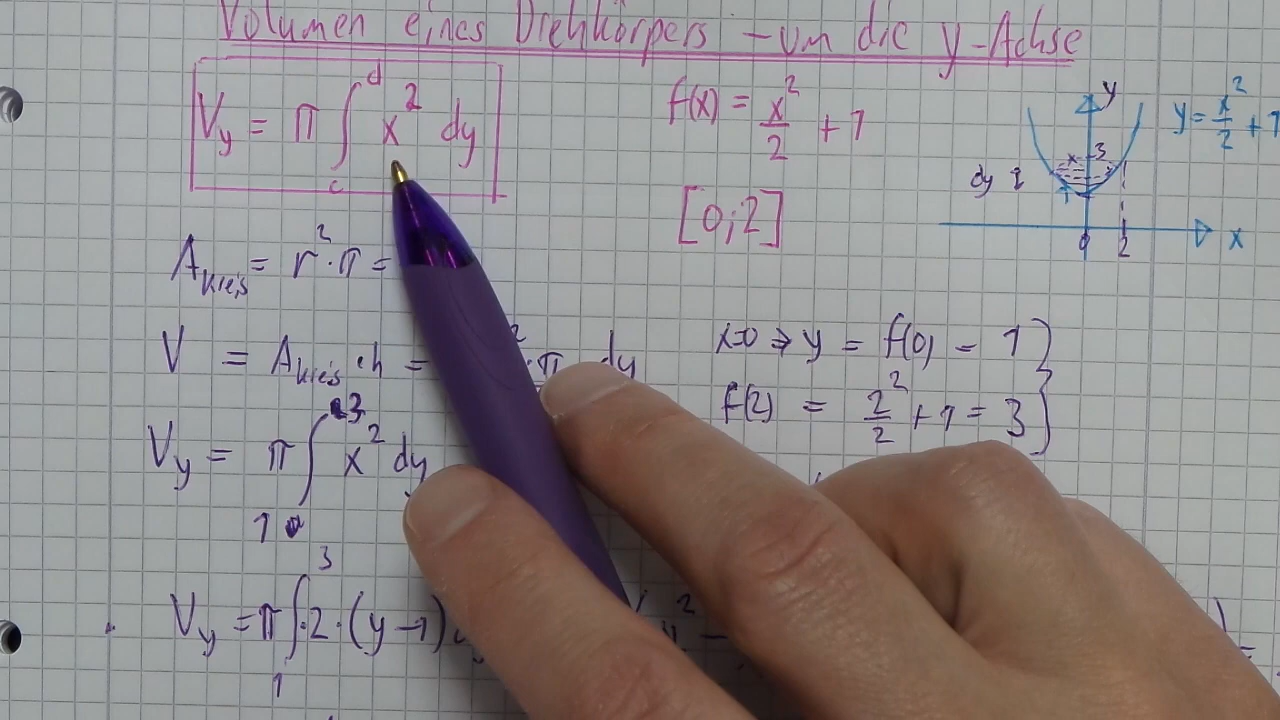 Volumen eines Drehkörpers - um die y-Achse
V_y = π ∫_c^d x² dy
f(x) = x²/2 + 1
[0;2]
y
y = x²/2 + 1
3
x
dy
1
0 2 x
A_Kreis = r²·π =
V = A_Kreis · h = ²·π dy
x=0 ⇒ y = f(0) = 1
f(2) = 2²/2 + 1 = 3
V_y = π ∫_1^3 x² dy
V_y = π ∫_1^3 2·(y-1)